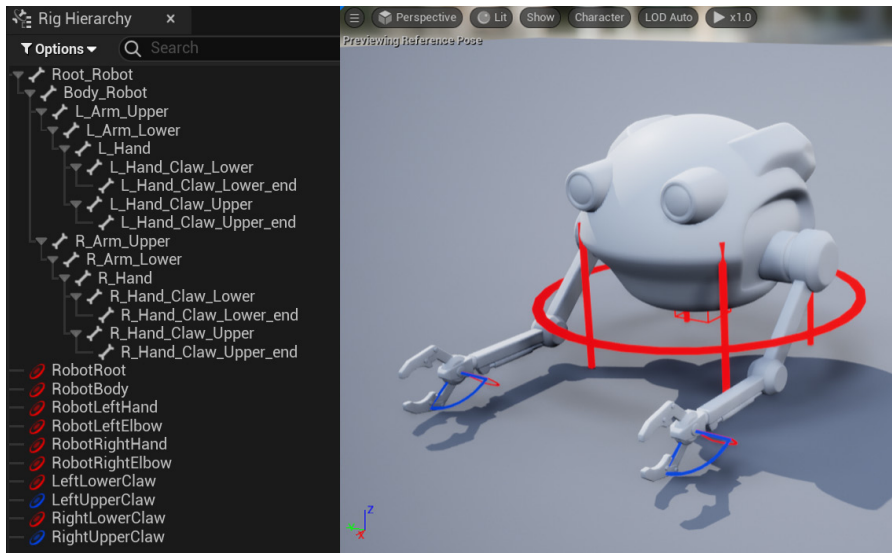 Rig Hierarchy ×
Options
Search
Root_Robot
Body_Robot
L_Arm_Upper
L_Arm_Lower
L_Hand
L_Hand_Claw_Lower
L_Hand_Claw_Lower_end
L_Hand_Claw_Upper
L_Hand_Claw_Upper_end
R_Arm_Upper
R_Arm_Lower
R_Hand
R_Hand_Claw_Lower
R_Hand_Claw_Lower_end
R_Hand_Claw_Upper
R_Hand_Claw_Upper_end
RobotRoot
RobotBody
RobotLeftHand
RobotLeftElbow
RobotRightHand
RobotRightElbow
LeftLowerClaw
LeftUpperClaw
RightLowerClaw
RightUpperClaw
Perspective Lit Show Character LOD Auto x1.0
Previewing Reference Pose
Z
X